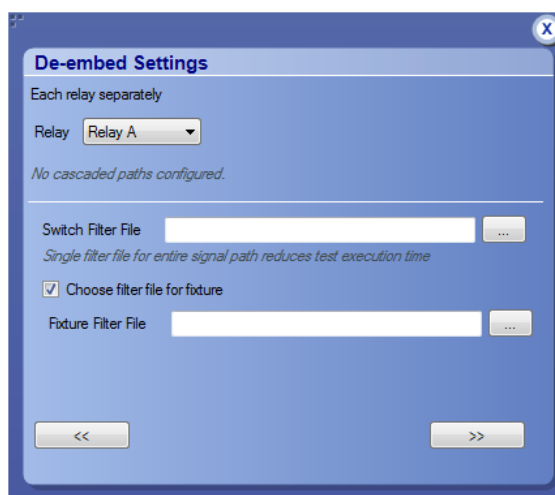 X
De-embed Settings
Each relay separately
Relay Relay A
No cascaded paths configured.
Switch Filter File ...
Single filter file for entire signal path reduces test execution time
Choose filter file for fixture
Fixture Filter File ...
<< >>